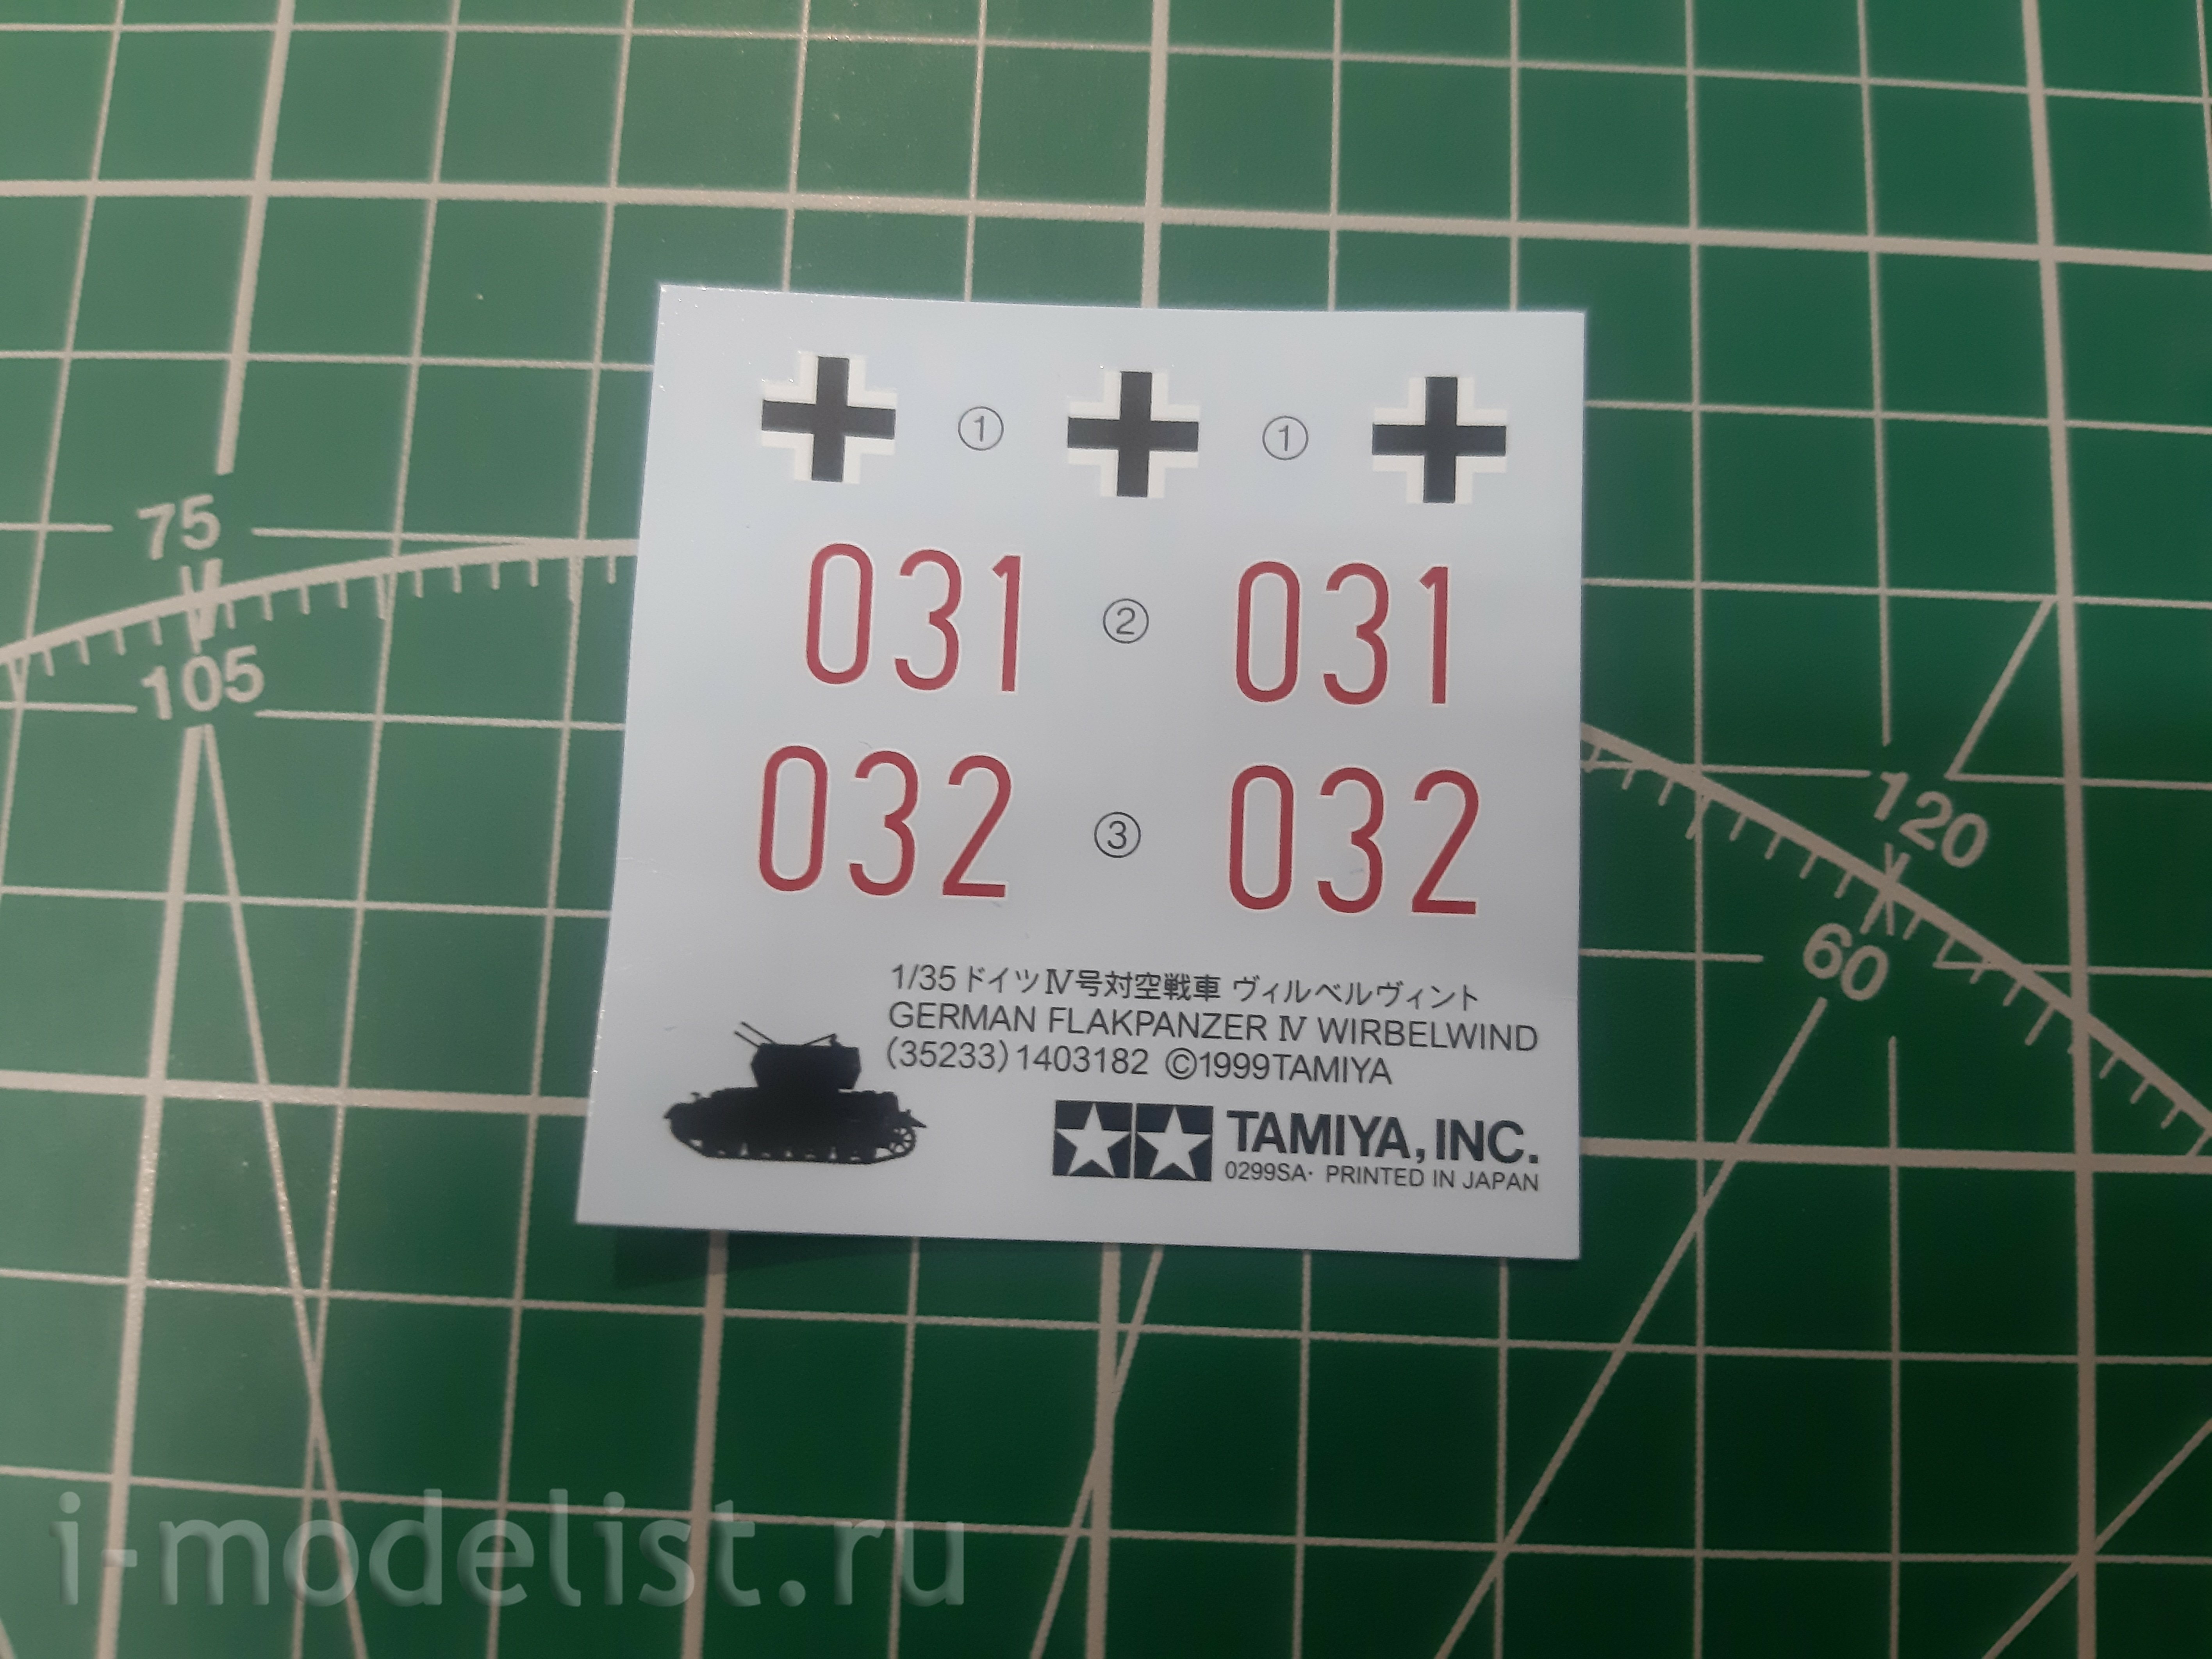 ① ①
031 ② 031
032 ③ 032
1/35 ドイツⅣ号対空戦車 ヴィルベルヴィント
GERMAN FLAKPANZER Ⅳ WIRBELWIND
(35233) 1403182 ©1999TAMIYA
TAMIYA, INC.
0299SA· PRINTED IN JAPAN
75
105
120
60
i-modelist.ru